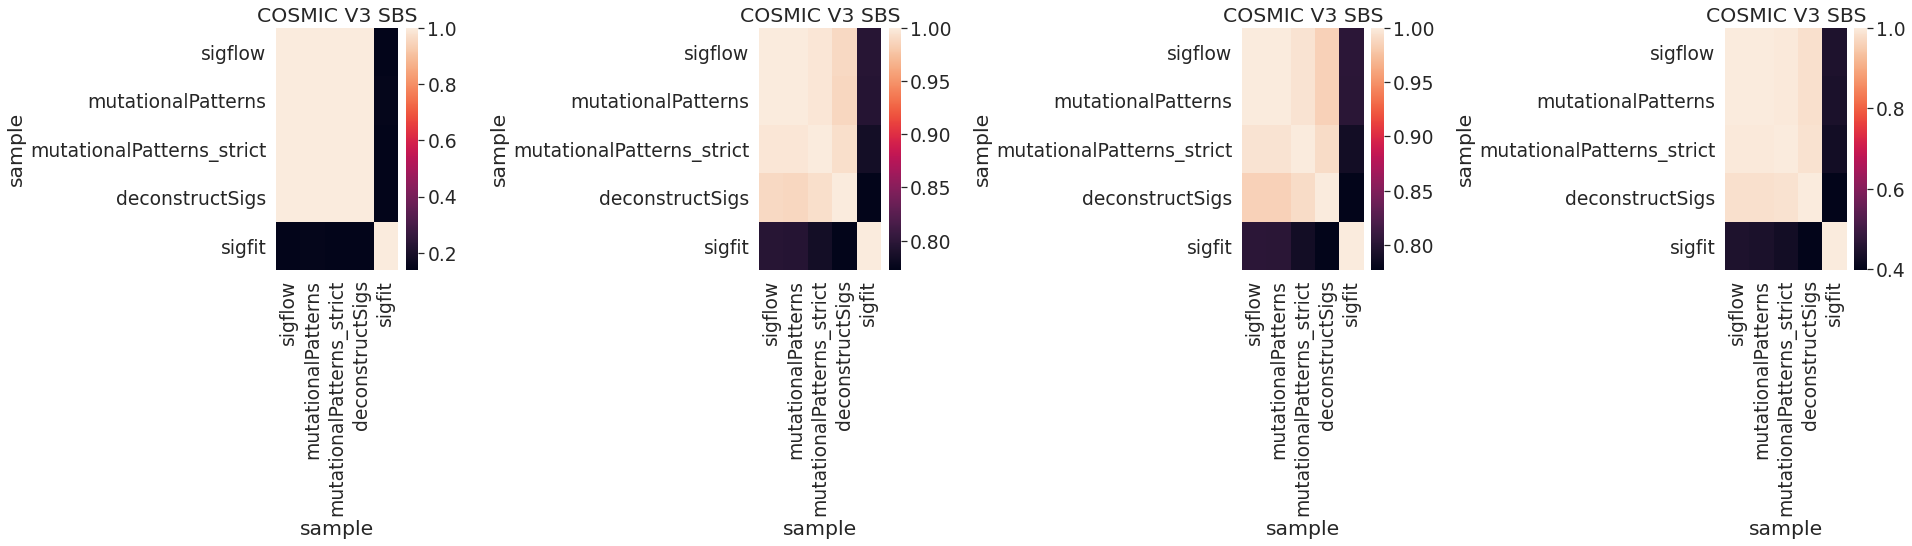 COSMIC V3 SBS
sample
sigflow
mutationalPatterns
mutationalPatterns_strict
deconstructSigs
sigfit
1.0
0.8
0.6
0.4
0.2
sigflow
mutationalPatterns
mutationalPatterns_strict
deconstructSigs
sigfit
sample
COSMIC V3 SBS
sample
sigflow
mutationalPatterns
mutationalPatterns_strict
deconstructSigs
sigfit
1.00
0.95
0.90
0.85
0.80
sigflow
mutationalPatterns
mutationalPatterns_strict
deconstructSigs
sigfit
sample
COSMIC V3 SBS
sample
sigflow
mutationalPatterns
mutationalPatterns_strict
deconstructSigs
sigfit
1.00
0.95
0.90
0.85
0.80
sigflow
mutationalPatterns
mutationalPatterns_strict
deconstructSigs
sigfit
sample
COSMIC V3 SBS
sample
sigflow
mutationalPatterns
mutationalPatterns_strict
deconstructSigs
sigfit
1.0
0.8
0.6
0.4
sigflow
mutationalPatterns
mutationalPatterns_strict
deconstructSigs
sigfit
sample